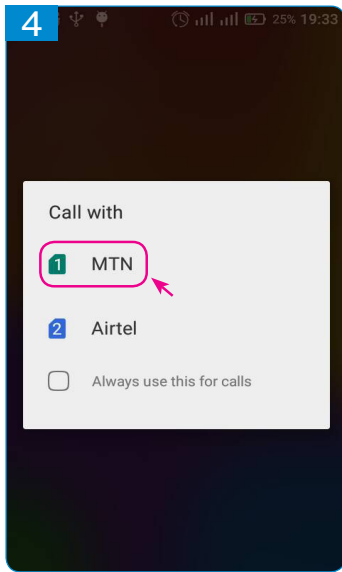 4
25% 19:33
Call with
1 MTN
2 Airtel
Always use this for calls